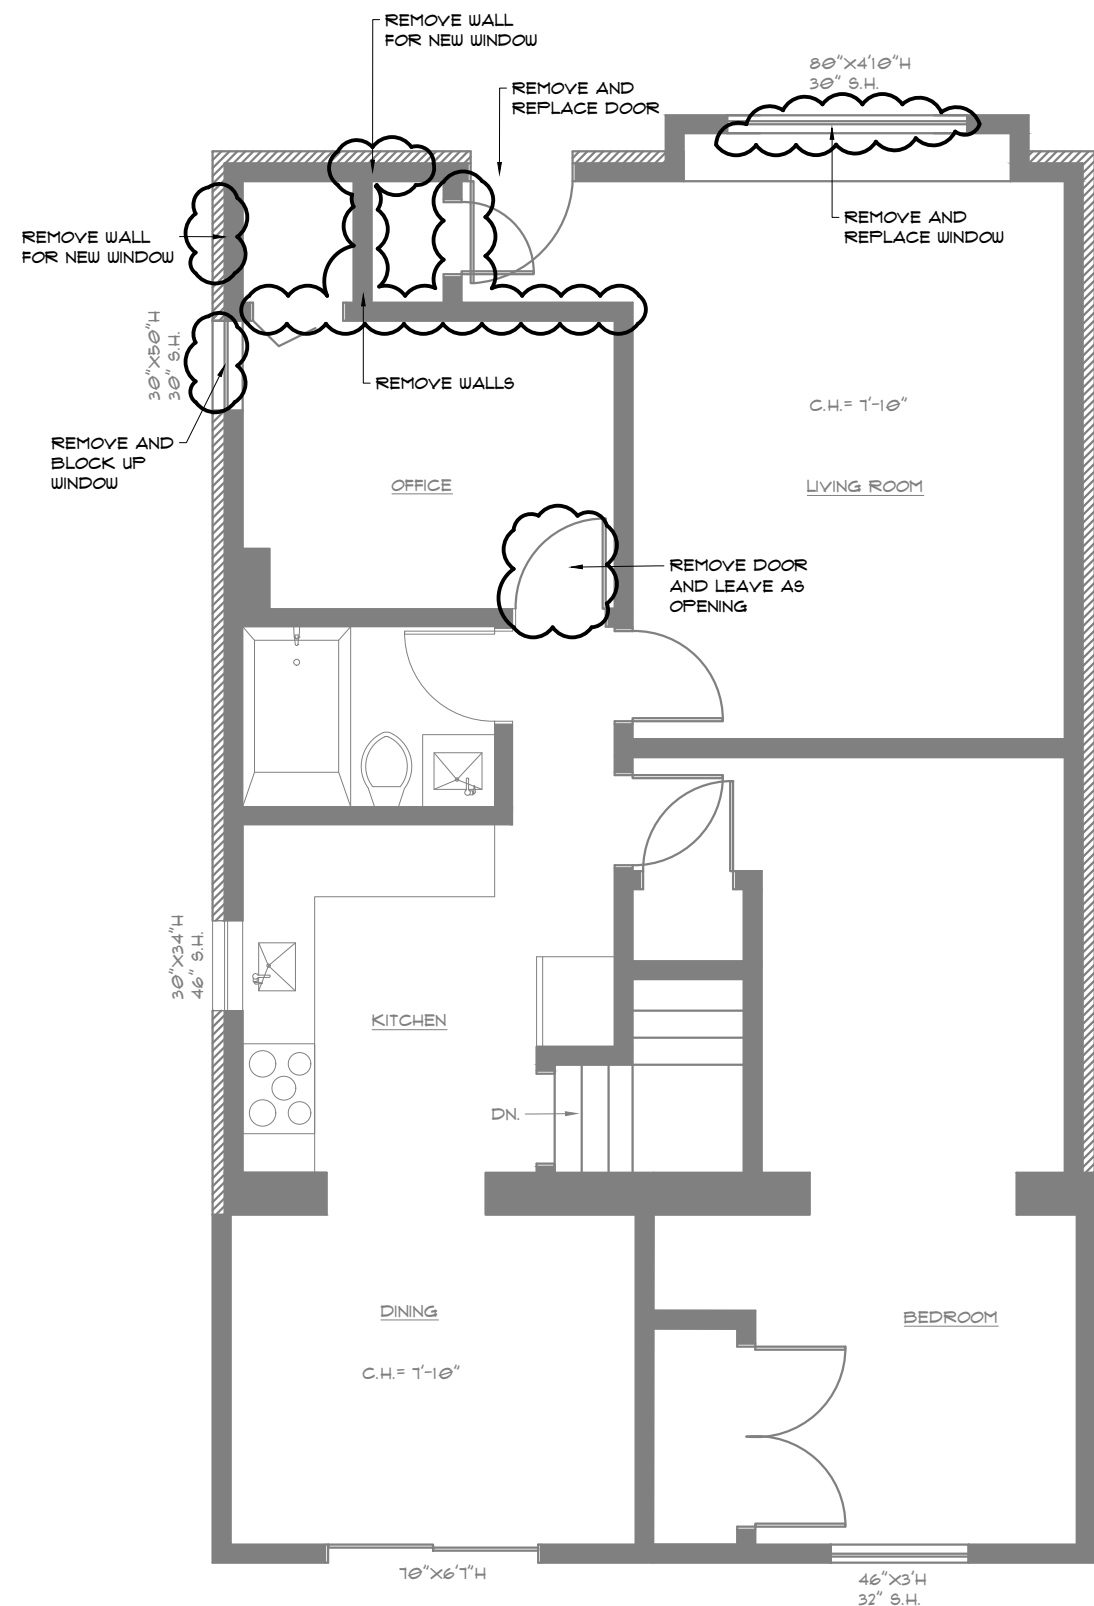 REMOVE WALL
FOR NEW WINDOW
REMOVE AND
REPLACE DOOR
80"X4'10"H
30" S.H.
REMOVE WALL
FOR NEW WINDOW
REMOVE AND
REPLACE WINDOW
30"X50"H
30" S.H.
REMOVE WALLS
C.H.= 7'-10"
REMOVE AND
BLOCK UP
WINDOW
OFFICE
LIVING ROOM
REMOVE DOOR
AND LEAVE AS
OPENING
30"X34"H
46" S.H.
KITCHEN
DN.
DINING
BEDROOM
C.H.= 7'-10"
70"X6'7"H
46"X3'H
32" S.H.